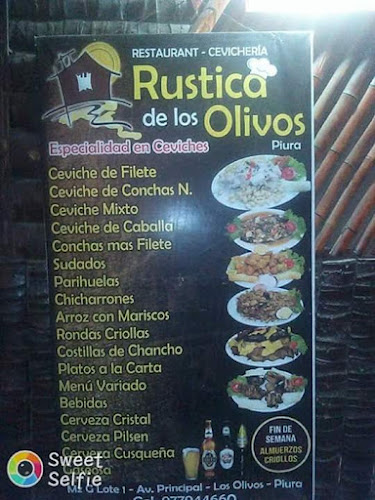 RESTAURANT - CEVICHERÍA
Rustica
de los Olivos
Especialidad en Ceviches
Piura
Ceviche de Filete
Ceviche de Conchas N.
Ceviche Mixto
Ceviche de Caballa
Conchas mas Filete
Sudados
Parihuelas
Chicharrones
Arroz con Mariscos
Rondas Criollas
Costillas de Chancho
Platos a la Carta
Menú Variado
Bebidas
Cerveza Cristal
Cerveza Pilsen
Cerveza Cusqueña
Gaseosa
FIN DE
SEMANA
ALMUERZOS
CRIOLLOS
Mz G Lote 1 - Av. Principal - Los Olivos - Piura
Cel. 977944660
Sweet
Selfie